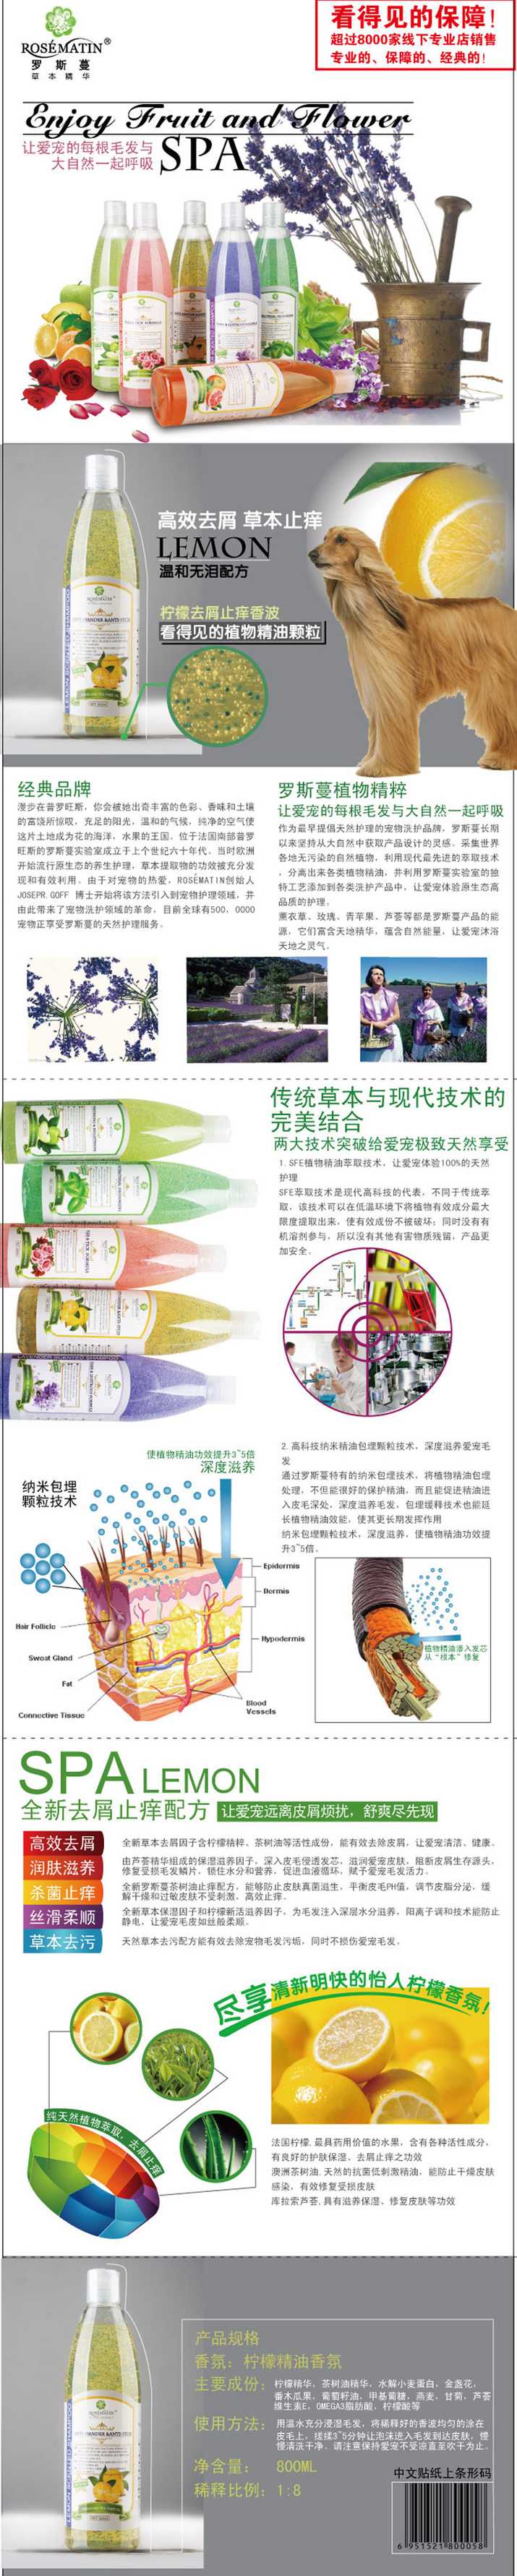 看得见的保障！
超过8000家线下专业店销售
专业的、保障的、经典的！
ROSÉMATIN®
罗斯蔓
草本精华
Enjoy Fruit and Flower
SPA
让爱宠的每根毛发与
大自然一起呼吸
高效去屑 草本止痒
LEMON
温和无泪配方
柠檬去屑止痒香波
看得见的植物精油颗粒
经典品牌
漫步在普罗旺斯，你会被她出奇丰富的色彩、香味和土壤
的富饶所惊叹，充足的阳光，温和的气候，纯净的空气使
这片土地成为花的海洋，水果的王国。位于法国南部普罗
旺斯的罗斯蔓实验室成立于上个世纪六十年代，当时欧洲
开始流行原生态的养生护理，草本提取物的功效被充分发
现和有效利用。由于对宠物的热爱，ROSÉMATIN创始人
JOSEPR.GOFF 博士开始将该方法引入到宠物护理领域，并
由此带来了宠物洗护领域的革命，目前全球有500，0000
宠物正享受罗斯蔓的天然护理服务。
罗斯蔓植物精粹
让爱宠的每根毛发与大自然一起呼吸
作为最早提倡天然护理的宠物洗护品牌，罗斯蔓长期
以来坚持从大自然中获取产品设计的灵感。采集世界
各地无污染的自然植物，利用现代最先进的萃取技术
，分离出来各类植物精油，并利用罗斯蔓实验室的独
特工艺添加到各类洗护产品中，让爱宠体验原生态高
品质的护理。
薰衣草、玫瑰、青苹果、芦荟等都是罗斯蔓产品的能
源，它们富含天地精华，蕴含自然能量，让爱宠沐浴
天地之灵气。
传统草本与现代技术的
完美结合
两大技术突破给爱宠极致天然享受
1.SFE植物精油萃取技术，让爱宠体验100%的天然
护理
SFE萃取技术是现代高科技的代表，不同于传统萃
取，该技术可以在低温环境下将植物有效成分最大
限度提取出来，使有效成份不被破坏；同时没有有
机溶剂参与，所以没有其他有害物质残留，产品更
加安全。
2.高科技纳米精油包埋颗粒技术，深度滋养爱宠毛
发
通过罗斯蔓特有的纳米包埋技术，将植物精油包埋
处理，不但能很好的保护精油，而且能促进精油进
入皮毛深处，深度滋养毛发，包埋缓释技术也能延
长植物精油效能，使其更长期发挥作用
纳米包埋颗粒技术，深度滋养，使植物精油功效提
升3~5倍。
使植物精油功效提升3~5倍
深度滋养
纳米包埋
颗粒技术
Epidermis
Dermis
Hypodermis
Hair Follicle
Sweat Gland
Fat
Connective Tissue
Blood
Vessels
植物精油渗入发芯
从“根本”修复
SPA LEMON
全新去屑止痒配方
让爱宠远离皮屑烦扰，舒爽尽先现
高效去屑
全新草本去屑因子含柠檬桔粹、茶树油等活性成份，能有效去除皮屑，让爱宠清洁、健康。
润肤滋养
由芦荟精华组成的保湿滋养因子，深入皮毛侵透发芯，滋润爱宠皮肤，阻断皮屑生存源头，
修复受损毛发鳞片，锁住水分和营养，促进血液循环，赋予爱宠毛发活力。
杀菌止痒
全新罗斯蔓茶树油止痒配方，能够防止皮肤真菌滋生，平衡皮毛PH值，调节皮脂分泌，缓
解干燥和过敏皮肤不受刺激，高效止痒。
丝滑柔顺
全新草本保湿因子和柠檬新活滋养因子，为毛发注入深层水分滋养，阳离子调和技术能防止
静电，让爱宠毛皮如丝般柔顺。
草本去污
天然草本去污配方能有效去除宠物毛发污垢，同时不损伤爱宠毛发。
尽享清新明快的怡人柠檬香氛！
纯天然植物萃取，去屑止痒
法国柠檬,最具药用价值的水果，含有各种活性成分，
有良好的护肤保湿、去屑止痒之功效
澳洲茶树油,天然的抗菌低刺激精油，能防止干燥皮肤
感染，有效修复受损皮肤
库拉索芦荟,具有滋养保湿、修复皮肤等功效
产品规格
香氛：柠檬精油香氛
主要成份：柠檬精华，茶树油精华，水解小麦蛋白，金盏花，
番木瓜果，葡萄籽油，甲基葡糖，燕麦，甘菊，芦荟
维生素E，OMEGA3脂肪酸，柠檬酸等
使用方法：用温水充分浸湿毛发，将稀释好的香波均匀的涂在
皮毛上，搓揉3~5分钟让泡沫进入毛发到达皮肤，慢
慢清洗干净。请注意保持爱宠不受凉直至吹干为止。
净含量：800ML
稀释比例：1:8
中文贴纸上条形码
6 951521 800058